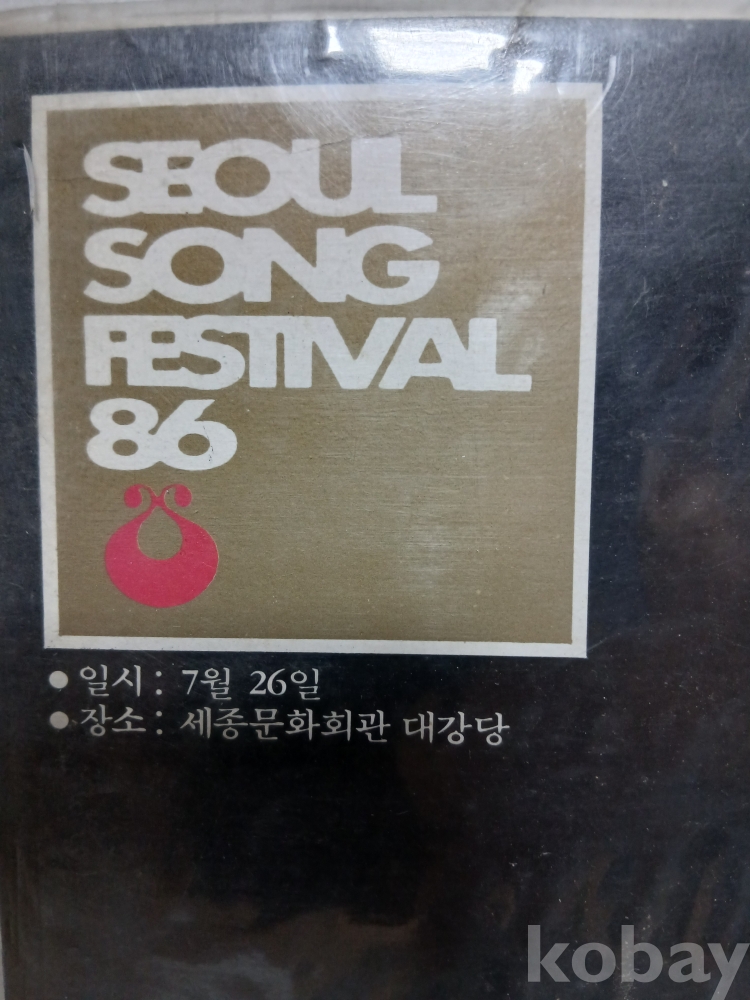 SEOUL
SONG
FESTIVAL
86
• 일시: 7월 26일
• 장소: 세종문화회관 대강당
kobay